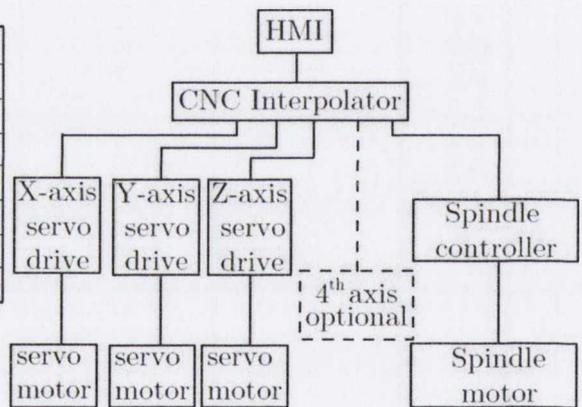 HMI
CNC Interpolator
X-axis
servo
drive
Y-axis
servo
drive
Z-axis
servo
drive
4th axis
optional
Spindle
controller
servo
motor
servo
motor
servo
motor
Spindle
motor